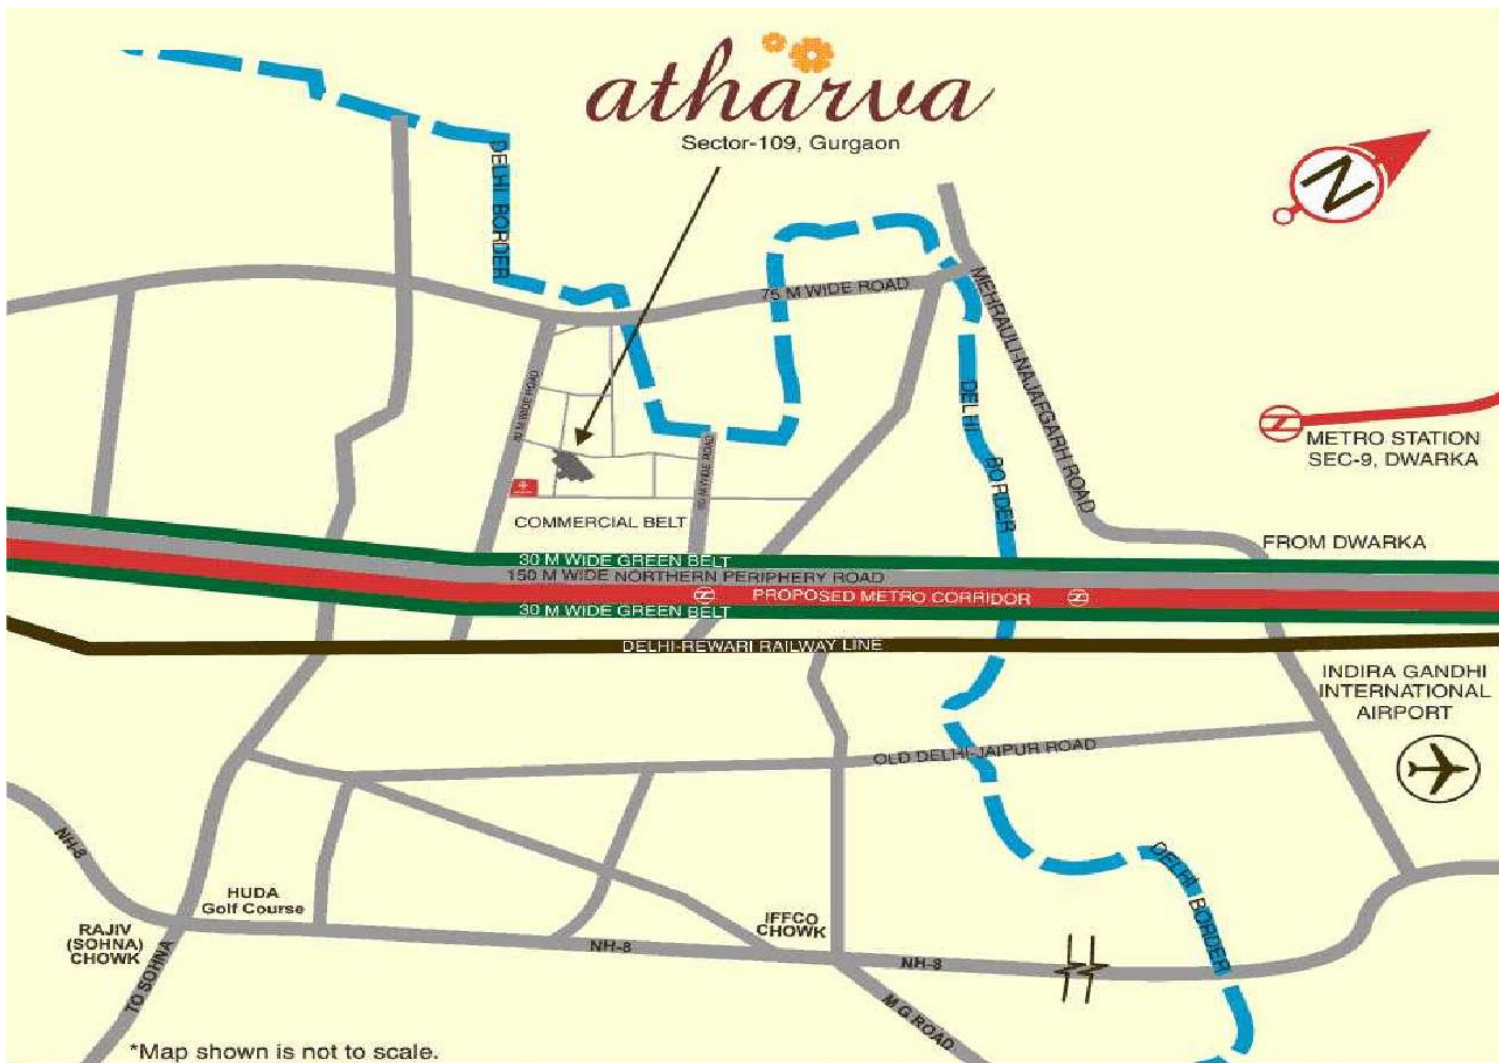 atharva
Sector-109, Gurgaon
N
DELHI BORDER
75 M WIDE ROAD
MEHRAULI-NAJAFGARH ROAD
DELHI BORDER
METRO STATION
SEC-9, DWARKA
COMMERCIAL BELT
FROM DWARKA
30 M WIDE GREEN BELT
150 M WIDE NORTHERN PERIPHERY ROAD
PROPOSED METRO CORRIDOR
30 M WIDE GREEN BELT
DELHI-REWARI RAILWAY LINE
INDIRA GANDHI
INTERNATIONAL
AIRPORT
OLD DELHI-JAIPUR ROAD
NH-8
HUDA
Golf Course
RAJIV
(SOHNA)
CHOWK
TO SOHNA
NH-8
IFFCO
CHOWK
NH-8
M G ROAD
DELHI BORDER
*Map shown is not to scale.